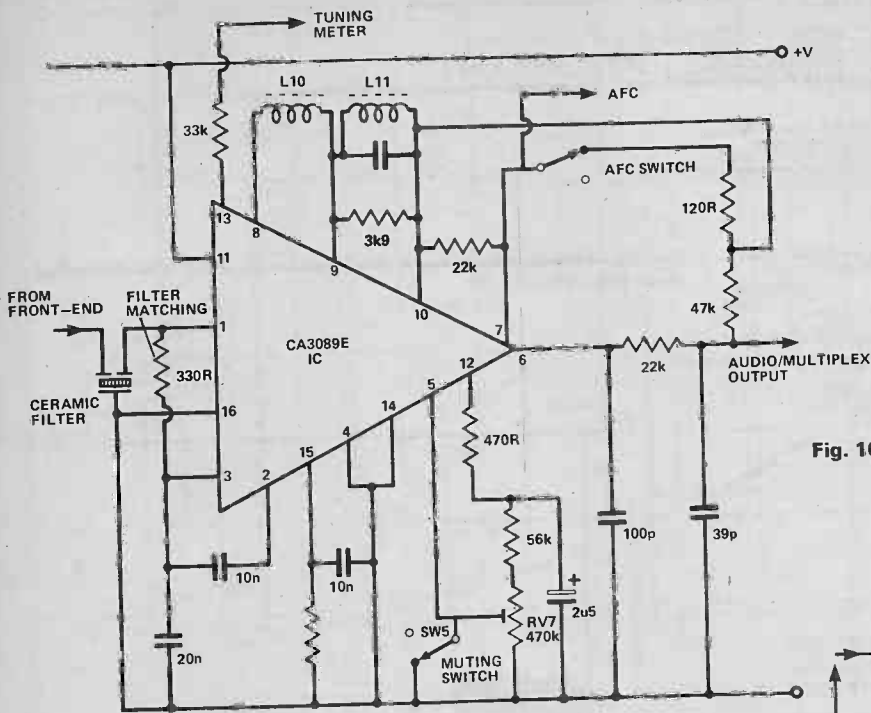 TUNING
METER
+V
L10
L11
AFC
33k
AFC SWITCH
120R
13
8
3k9
22k
9
11
10
47k
FROM
FRONT-END
FILTER
MATCHING
1
CA3089E
IC
7
6
330R
12
22k
AUDIO/MULTIPLEX
OUTPUT
CERAMIC
FILTER
16
5
14
4
15
470R
Fig. 10
3
2
100p
39p
56k
10n
10n
+
2u5
RV7
470k
SW5
MUTING
SWITCH
20n